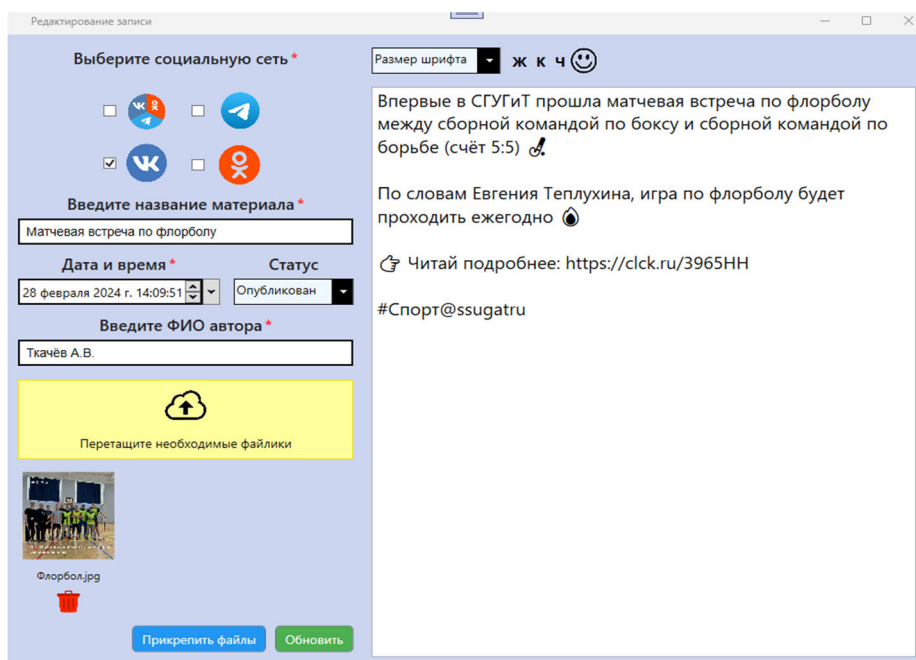 Редактирование записи
Выберите социальную сеть *
Введите название материала *
Матчевая встреча по флорболу
Дата и время * Статус
28 февраля 2024 г. 14:09:51 Опубликован
Введите ФИО автора *
Ткачёв А.В.
Перетащите необходимые файлики
Флорбол.jpg
Прикрепить файлы Обновить
Размер шрифта ж к ч
Впервые в СГУГиТ прошла матчевая встреча по флорболу
между сборной командой по боксу и сборной командой по
борьбе (счёт 5:5)
По словам Евгения Теплухина, игра по флорболу будет
проходить ежегодно
Читай подробнее: https://clck.ru/3965HH
#Спорт@ssugatru